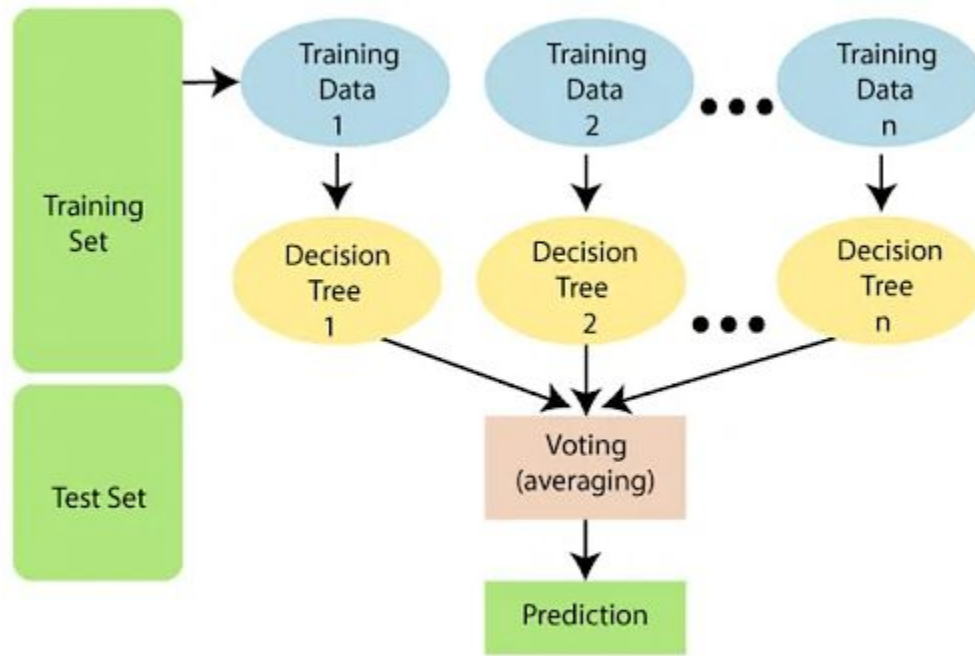 Training
Set
Test Set
Training
Data
1
Training
Data
2
Training
Data
n
Decision
Tree
1
Decision
Tree
2
Decision
Tree
n
Voting
(averaging)
Prediction